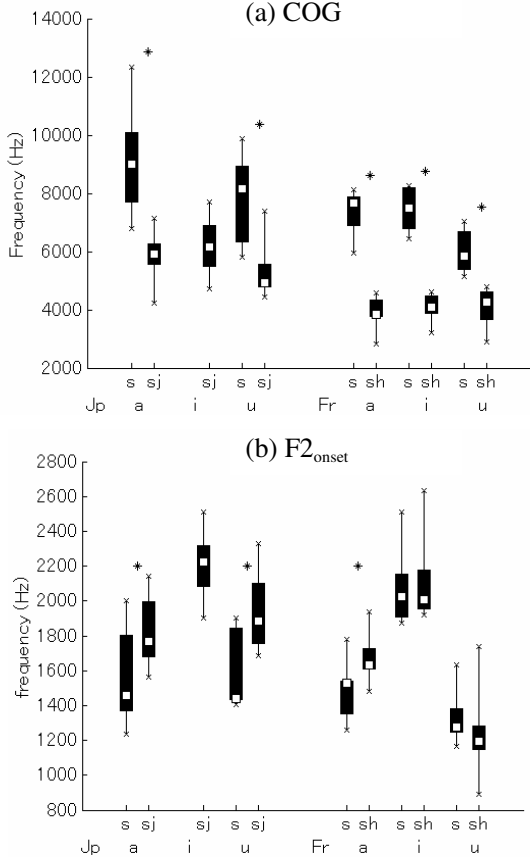 (a) COG
14000
12000
10000
8000
6000
4000
2000
Frequency (Hz)
s sj sj s sj s sh s sh s sh
Jp a i u Fr a i u
(b) F2onset
2800
2600
2400
2200
2000
1800
1600
1400
1200
1000
800
frequency (Hz)
s sj sj s sj s sh s sh s sh
Jp a i u Fr a i u